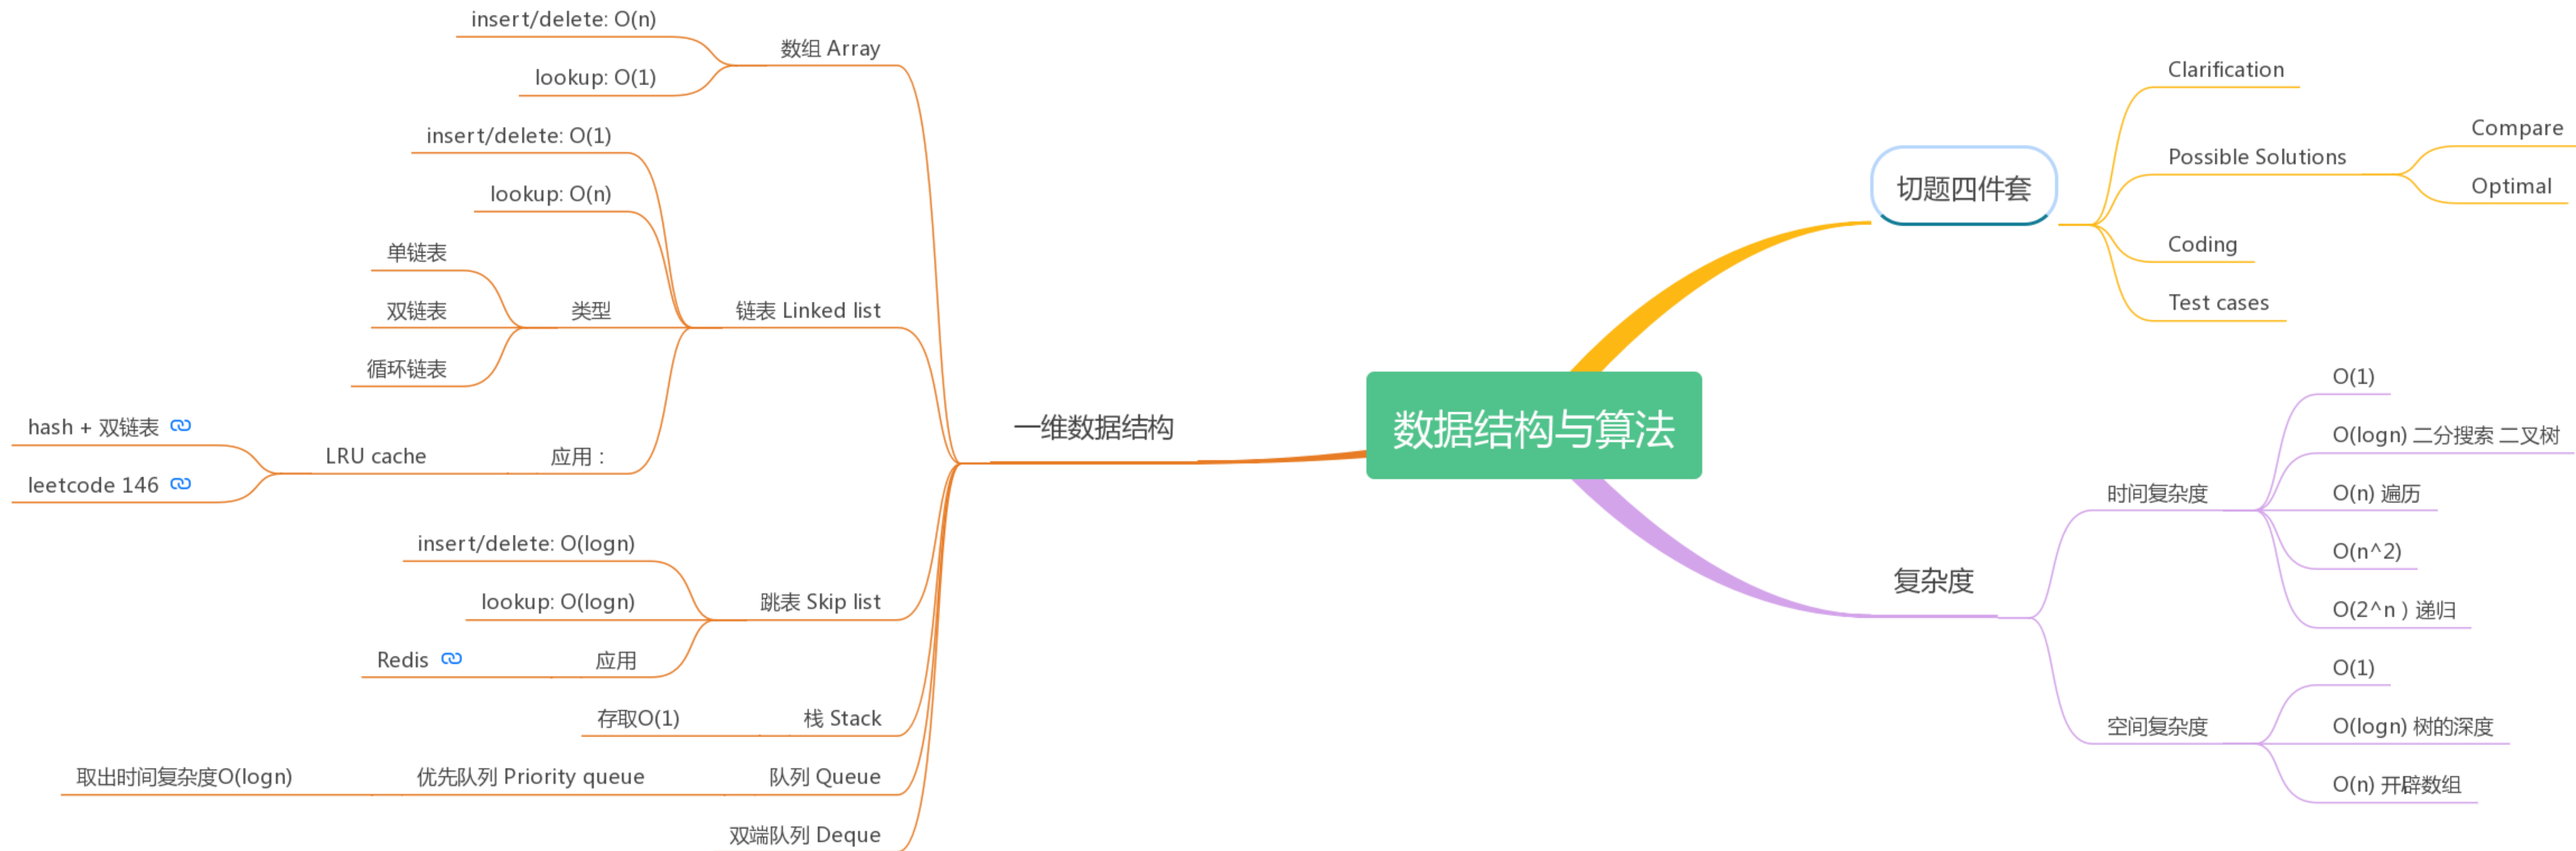 数据结构与算法
切题四件套
Clarification
Possible Solutions
Compare
Optimal
Coding
Test cases
复杂度
时间复杂度
O(1)
O(logn) 二分搜索 二叉树
O(n) 遍历
O(n^2)
O(2^n ) 递归
空间复杂度
O(1)
O(logn) 树的深度
O(n) 开辟数组
一维数据结构
数组 Array
insert/delete: O(n)
lookup: O(1)
链表 Linked list
insert/delete: O(1)
lookup: O(n)
类型
单链表
双链表
循环链表
应用：
LRU cache
hash + 双链表
leetcode 146
跳表 Skip list
insert/delete: O(logn)
lookup: O(logn)
应用
Redis
栈 Stack
存取O(1)
队列 Queue
优先队列 Priority queue
取出时间复杂度O(logn)
双端队列 Deque